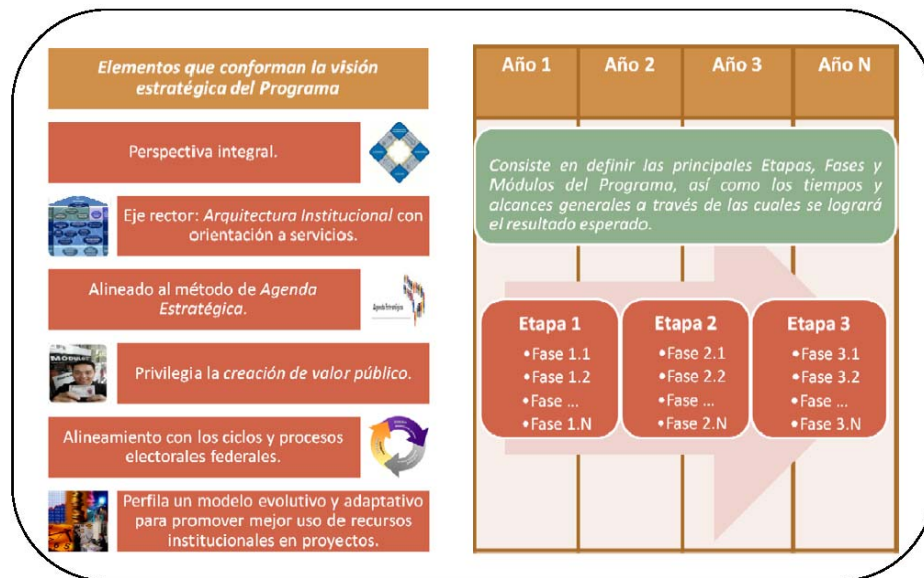 Elementos que conforman la visión
estratégica del Programa
Perspectiva integral.
Eje rector: Arquitectura Institucional con
orientación a servicios.
Alineado al método de Agenda
Estratégica.
Agenda Estratégica
Privilegia la creación de valor público.
Alineamiento con los ciclos y procesos
electorales federales.
Perfila un modelo evolutivo y adaptativo
para promover mejor uso de recursos
institucionales en proyectos.
Año 1
Año 2
Año 3
Año N
Consiste en definir las principales Etapas, Fases y
Módulos del Programa, así como los tiempos y
alcances generales a través de las cuales se logrará
el resultado esperado.
Etapa 1
•Fase 1.1
•Fase 1.2
•Fase ...
•Fase 1.N
Etapa 2
•Fase 2.1
•Fase 2.2
•Fase ...
•Fase 2.N
Etapa 3
•Fase 3.1
•Fase 3.2
•Fase ...
•Fase 3.N